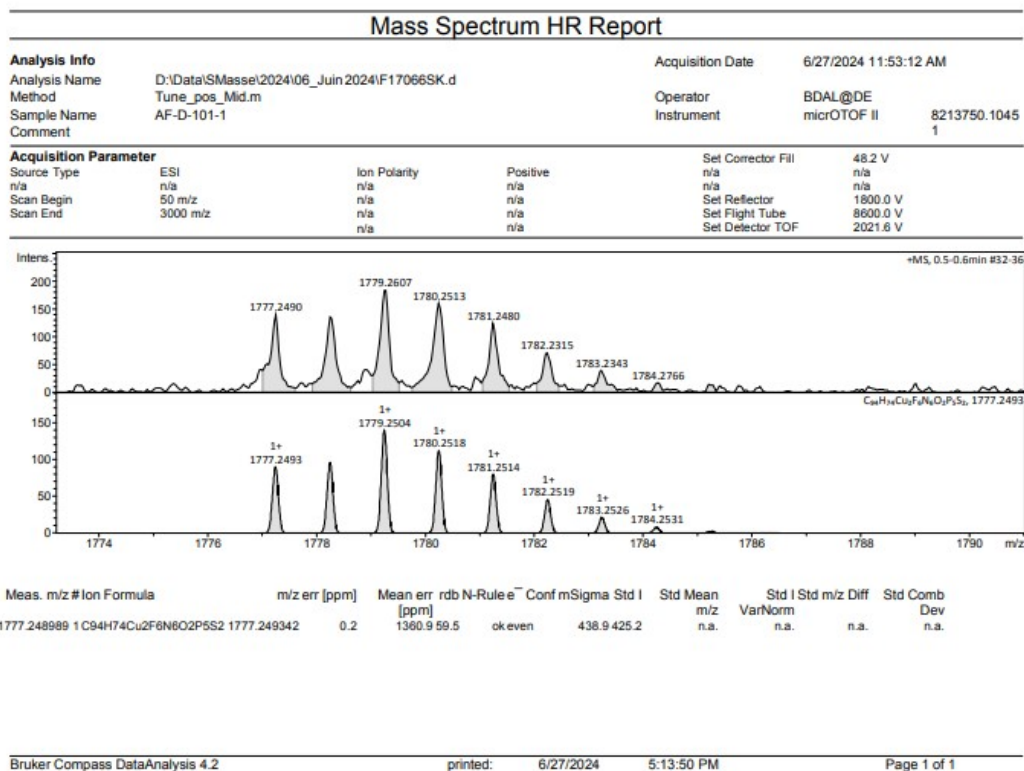 Mass Spectrum HR Report
Analysis Info
Acquisition Date 6/27/2024 11:53:12 AM
Analysis Name D:\Data\SMasse\2024\06_Juin 2024\F17066SK.d
Method Tune_pos_Mid.m
Operator BDAL@DE
Sample Name AF-D-101-1
Instrument micrOTOF II 8213750.1045
1
Comment
Acquisition Parameter
Set Corrector Fill 48.2 V
Source Type ESI Ion Polarity Positive n/a n/a
n/a n/a n/a n/a n/a n/a
Scan Begin 50 m/z n/a n/a Set Reflector 1800.0 V
Scan End 3000 m/z n/a n/a Set Flight Tube 8600.0 V
n/a n/a Set Detector TOF 2021.6 V
Intens.
+MS, 0.5-0.6min #32-36
200
150
100
50
0
1777.2490
1779.2607
1780.2513
1781.2480
1782.2315
1783.2343
1784.2766
C₉₄H₇₄Cu₂F₆N₆O₂P₅S₂, 1777.2493
150
100
50
0
1+
1777.2493
1+
1779.2504
1+
1780.2518
1+
1781.2514
1+
1782.2519
1+
1783.2526
1+
1784.2531
1774 1776 1778 1780 1782 1784 1786 1788 1790 m/z
Meas. m/z # Ion Formula m/z err [ppm] Mean err rdb N-Rule e¯ Conf mSigma Std I Std Mean Std I Std m/z Diff Std Comb
[ppm] m/z VarNorm Dev
1777.248989 1 C94H74Cu2F6N6O2P5S2 1777.249342 0.2 1360.9 59.5 ok even 438.9 425.2 n.a. n.a. n.a. n.a.
Bruker Compass DataAnalysis 4.2 printed: 6/27/2024 5:13:50 PM Page 1 of 1